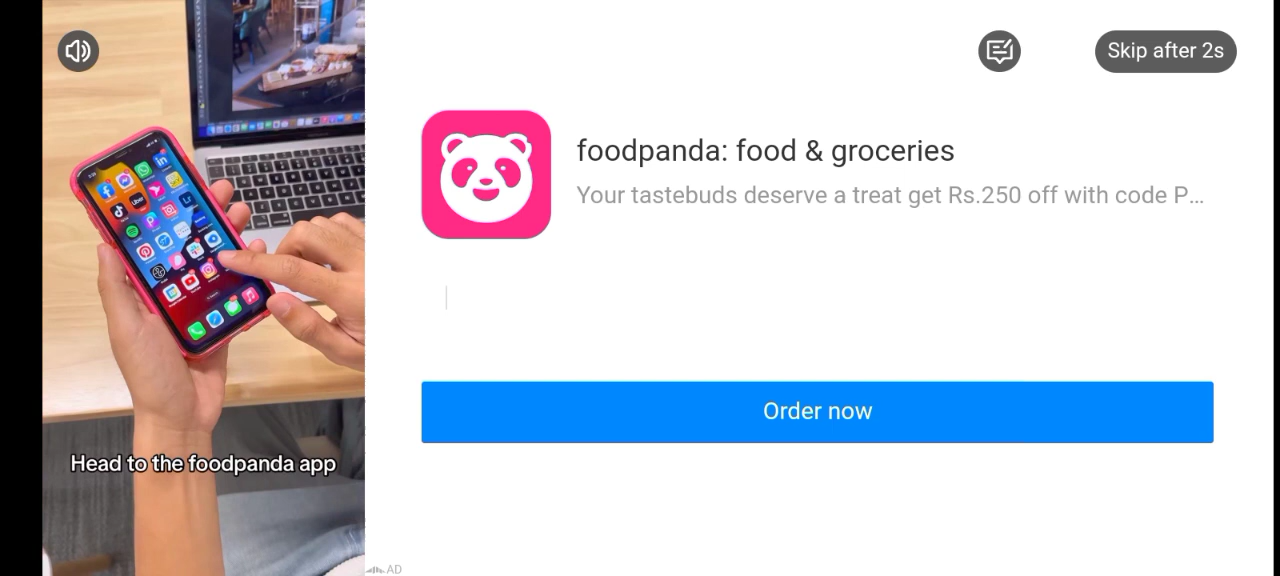 Skip after 2s
foodpanda: food & groceries
Your tastebuds deserve a treat get Rs.250 off with code P...
Order now
Head to the foodpanda app
AD